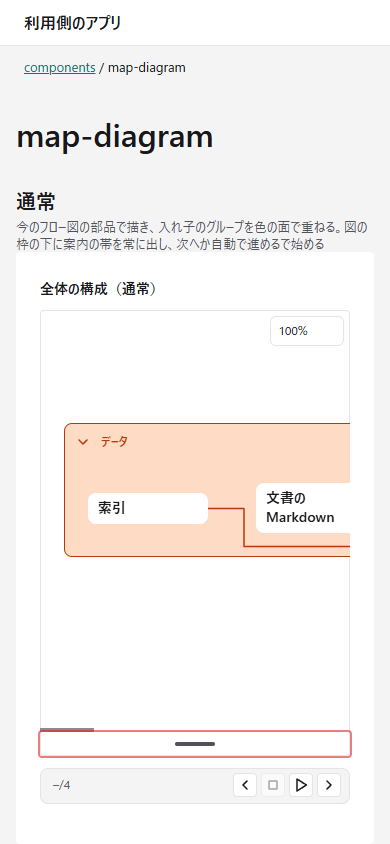 利用側のアプリ
components / map-diagram
map-diagram
通常
今のフロー図の部品で描き、入れ子のグループを色の面で重ねる。図の
枠の下に案内の帯を常に出し、次へか自動で進めるで始める
全体の構成（通常）
100%
データ
索引
文書の
Markdown
–/4